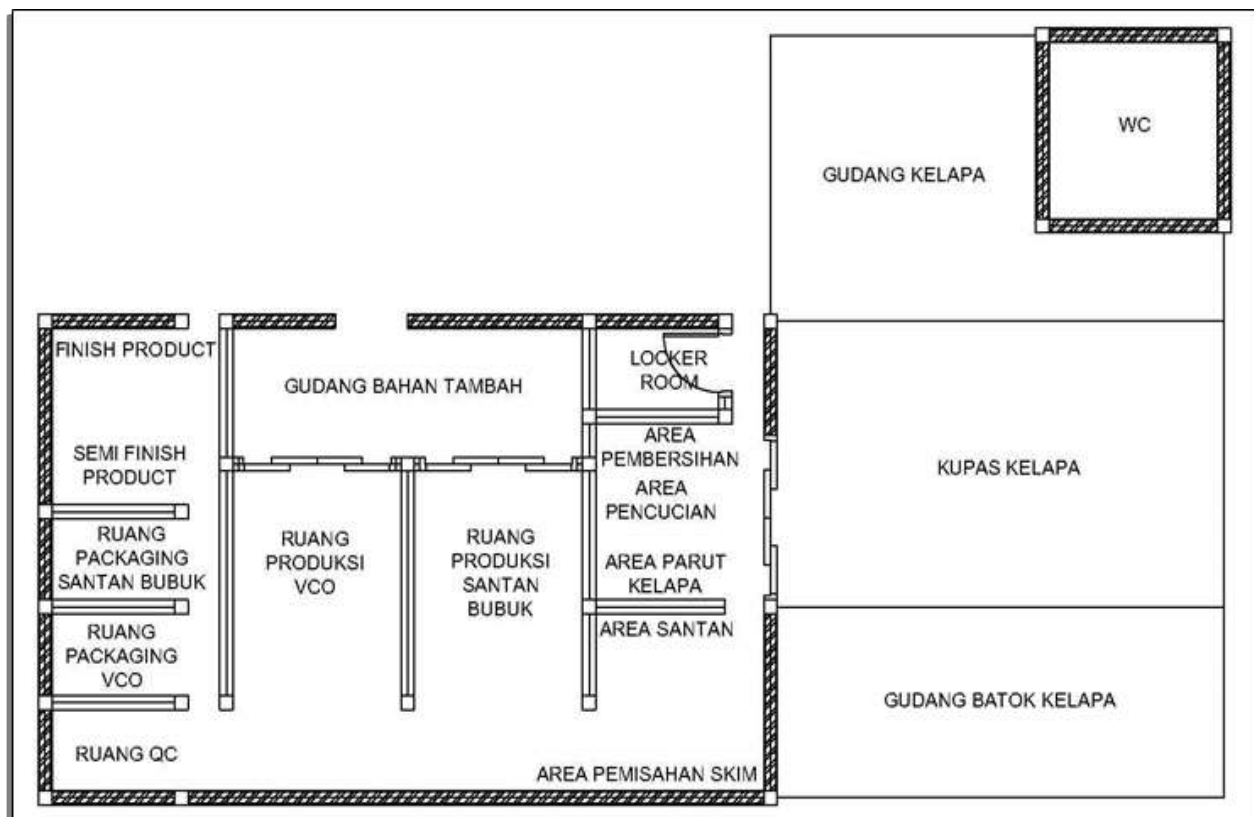 WC
GUDANG KELAPA
FINISH PRODUCT
GUDANG BAHAN TAMBAH
LOCKER
ROOM
SEMI FINISH
PRODUCT
AREA
PEMBERSIHAN
AREA
PENCUCIAN
KUPAS KELAPA
RUANG
PACKAGING
SANTAN BUBUK
RUANG
PRODUKSI
VCO
RUANG
PRODUKSI
SANTAN
BUBUK
AREA PARUT
KELAPA
AREA SANTAN
RUANG
PACKAGING
VCO
GUDANG BATOK KELAPA
RUANG QC
AREA PEMISAHAN SKIM